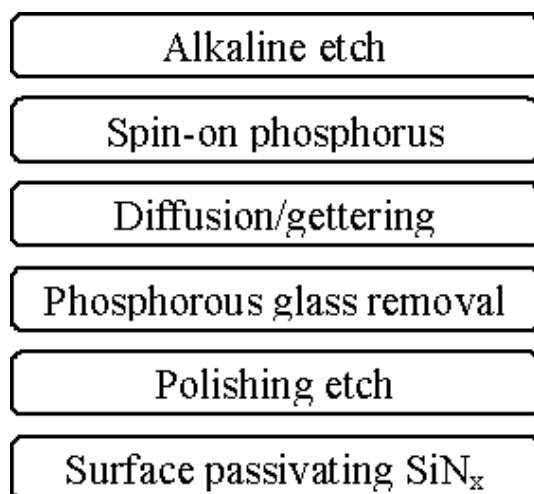 Alkaline etch
Spin-on phosphorus
Diffusion/gettering
Phosphorous glass removal
Polishing etch
Surface passivating SiNₓ